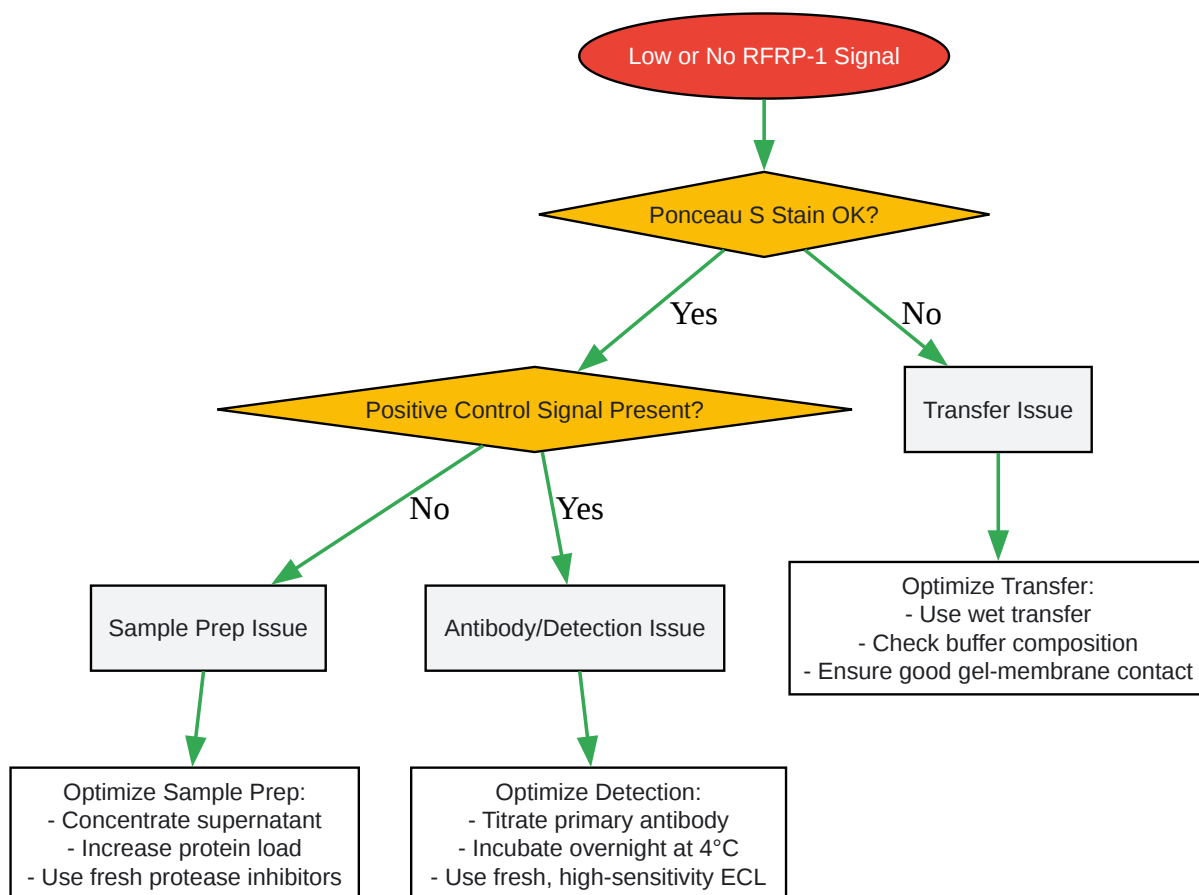 Low or No RFRP-1 Signal
Ponceau S Stain OK?
Yes
No
Positive Control Signal Present?
Transfer Issue
No
Yes
Sample Prep Issue
Antibody/Detection Issue
Optimize Transfer:
- Use wet transfer
- Check buffer composition
- Ensure good gel-membrane contact
Optimize Sample Prep:
- Concentrate supernatant
- Increase protein load
- Use fresh protease inhibitors
Optimize Detection:
- Titrate primary antibody
- Incubate overnight at 4°C
- Use fresh, high-sensitivity ECL